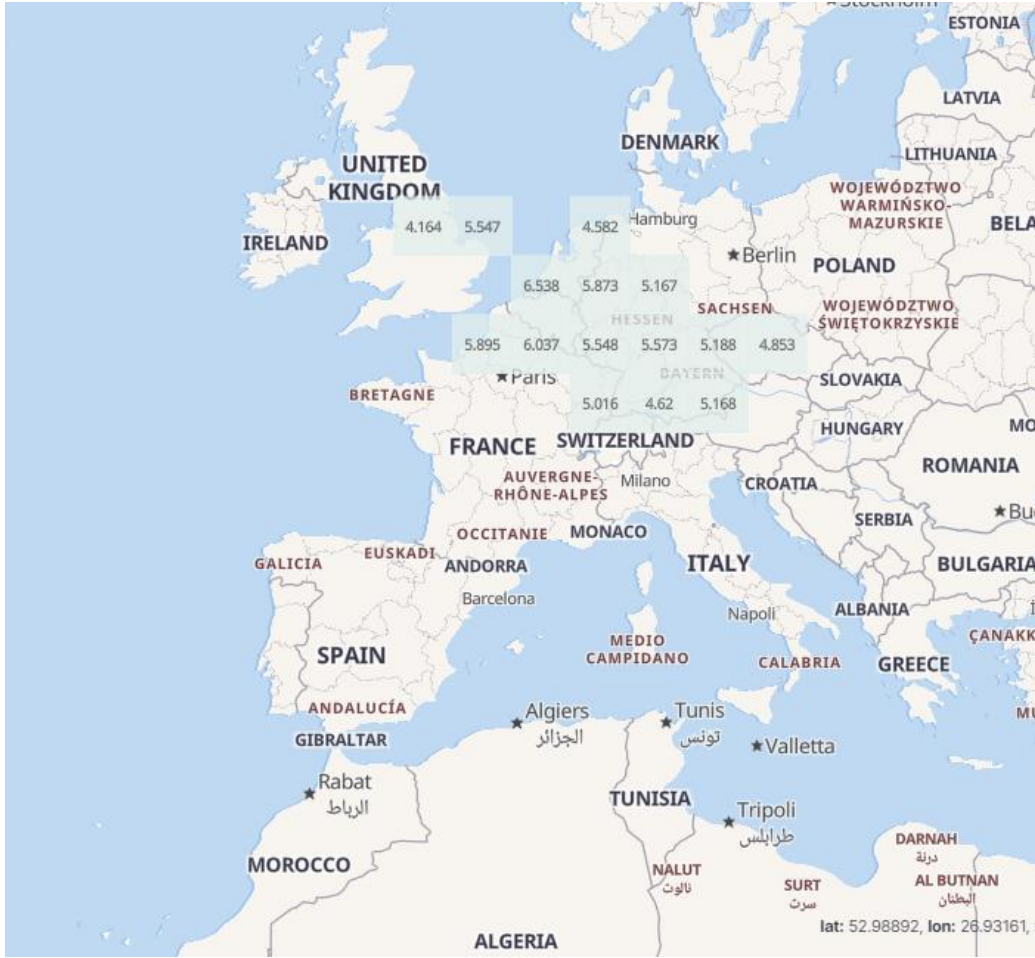 ESTONIA
LATVIA
DENMARK
LITHUANIA
UNITED
KINGDOM
WOJEWÓDZTWO
WARMIŃSKO-
MAZURSKIE
Hamburg
4.164 5.547 4.582
IRELAND
Berlin
POLAND
6.538 5.873 5.167
SACHSEN
WOJEWÓDZTWO
ŚWIĘTOKRZYSKIE
HESSEN
5.895 6.037 5.548 5.573 5.188 4.853
Paris
BAYERN
SLOVAKIA
BRETAGNE
5.016 4.62 5.168
HUNGARY
FRANCE
SWITZERLAND
ROMANIA
AUVERGNE-
RHÔNE-ALPES
Milano
CROATIA
SERBIA
OCCITANIE
MONACO
EUSKADI
GALICIA
ANDORRA
ITALY
BULGARIA
Barcelona
Napoli
ALBANIA
MEDIO
CAMPIDANO
SPAIN
CALABRIA
GREECE
ANDALUCÍA
Algiers
الجزائر
Tunis
تونس
GIBRALTAR
Valletta
Rabat
الرباط
TUNISIA
Tripoli
طرابلس
MOROCCO
DARNAH
درنة
NALUT
نالوت
SURT
سرت
AL BUTNAN
البطنان
lat: 52.98892, lon: 26.93161,
ALGERIA